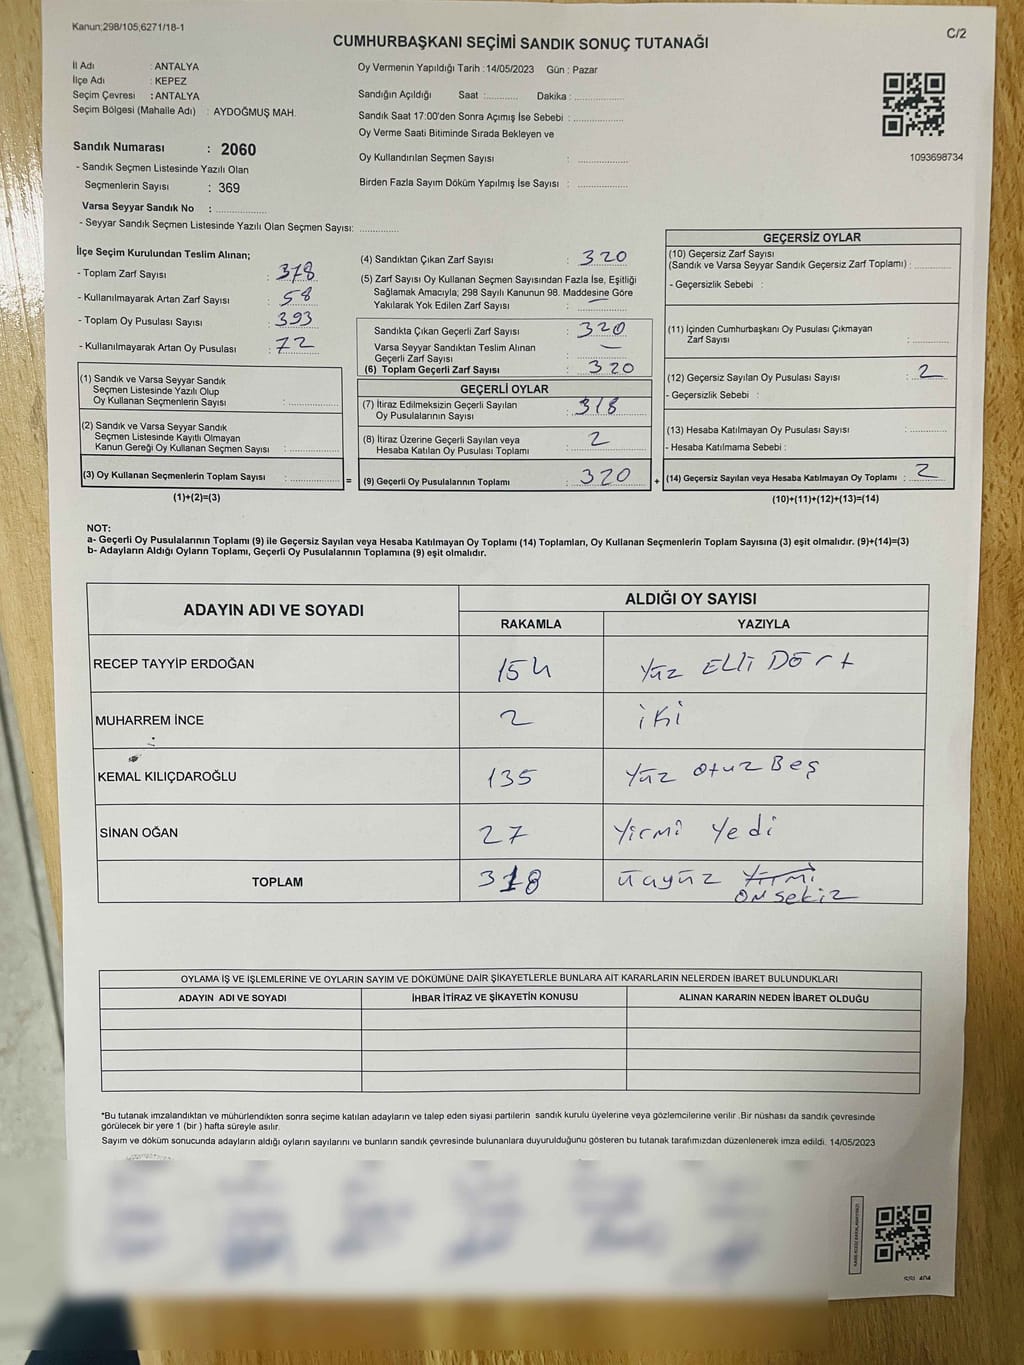 Kanun;298/105,6271/18-1
C/2
CUMHURBAŞKANI SEÇİMİ SANDIK SONUÇ TUTANAĞI
İl Adı : ANTALYA
İlçe Adı : KEPEZ
Seçim Çevresi : ANTALYA
Seçim Bölgesi (Mahalle Adı) : AYDOĞMUŞ MAH.
Sandık Numarası : 2060
- Sandık Seçmen Listesinde Yazılı Olan
Seçmenlerin Sayısı : 369
Varsa Seyyar Sandık No : ..................
- Seyyar Sandık Seçmen Listesinde Yazılı Olan Seçmen Sayısı: ..............
Oy Vermenin Yapıldığı Tarih :14/05/2023 Gün : Pazar
Sandığın Açıldığı Saat :........... Dakika : ..................
Sandık Saat 17:00'den Sonra Açımış İse Sebebi : ..................
Oy Verme Saati Bitiminde Sırada Bekleyen ve
Oy Kullandırılan Seçmen Sayısı : ..................
Birden Fazla Sayım Döküm Yapılmış İse Sayısı : ..................
1093698734
İlçe Seçim Kurulundan Teslim Alınan;
- Toplam Zarf Sayısı : 378
- Kullanılmayarak Artan Zarf Sayısı : 58
- Toplam Oy Pusulası Sayısı : 393
- Kullanılmayarak Artan Oy Pusulası : 72
(1) Sandık ve Varsa Seyyar Sandık
Seçmen Listesinde Yazılı Olup
Oy Kullanan Seçmenlerin Sayısı : ..................
(2) Sandık ve Varsa Seyyar Sandık
Seçmen Listesinde Kayıtlı Olmayan
Kanun Gereği Oy Kullanan Seçmen Sayısı : ..................
(3) Oy Kullanan Seçmenlerin Toplam Sayısı : .................. =
(1)+(2)=(3)
(4) Sandıktan Çıkan Zarf Sayısı : 320
(5) Zarf Sayısı Oy Kullanan Seçmen Sayısından Fazla İse, Eşitliği
Sağlamak Amacıyla; 298 Sayılı Kanunun 98. Maddesine Göre
Yakılarak Yok Edilen Zarf Sayısı : —
Sandıkta Çıkan Geçerli Zarf Sayısı : 320
Varsa Seyyar Sandıktan Teslim Alınan
Geçerli Zarf Sayısı : —
(6) Toplam Geçerli Zarf Sayısı : 320
GEÇERLİ OYLAR
(7) İtiraz Edilmeksizin Geçerli Sayılan
Oy Pusulalarının Sayısı : 318
(8) İtiraz Üzerine Geçerli Sayılan veya
Hesaba Katılan Oy Pusulası Toplamı : 2
(9) Geçerli Oy Pusulalarının Toplamı : 320 +
GEÇERSİZ OYLAR
(10) Geçersiz Zarf Sayısı
(Sandık ve Varsa Seyyar Sandık Geçersiz Zarf Toplamı) : .............
- Geçersizlik Sebebi :
(11) İçinden Cumhurbaşkanı Oy Pusulası Çıkmayan
Zarf Sayısı : .............
(12) Geçersiz Sayılan Oy Pusulası Sayısı : 2
- Geçersizlik Sebebi :
(13) Hesaba Katılmayan Oy Pusulası Sayısı : .............
- Hesaba Katılmama Sebebi :
(14) Geçersiz Sayılan veya Hesaba Katılmayan Oy Toplamı : 2
(10)+(11)+(12)+(13)=(14)
NOT:
a- Geçerli Oy Pusulalarının Toplamı (9) ile Geçersiz Sayılan veya Hesaba Katılmayan Oy Toplamı (14) Toplamları, Oy Kullanan Seçmenlerin Toplam Sayısına (3) eşit olmalıdır. (9)+(14)=(3)
b- Adayların Aldığı Oyların Toplamı, Geçerli Oy Pusulalarının Toplamına (9) eşit olmalıdır.
ADAYIN ADI VE SOYADI ALDIĞI OY SAYISI
RAKAMLA YAZIYLA
RECEP TAYYİP ERDOĞAN 154 Yüz Elli Dört
MUHARREM İNCE 2 iki
KEMAL KILIÇDAROĞLU 135 Yüz otuz Beş
SİNAN OĞAN 27 Yirmi Yedi
TOPLAM 318 üçyüz Yirmi
onsekiz
OYLAMA İŞ VE İŞLEMLERİNE VE OYLARIN SAYIM VE DÖKÜMÜNE DAİR ŞİKAYETLERLE BUNLARA AİT KARARLARIN NELERDEN İBARET BULUNDUKLARI
ADAYIN ADI VE SOYADI İHBAR İTİRAZ VE ŞİKAYETİN KONUSU ALINAN KARARIN NEDEN İBARET OLDUĞU
*Bu tutanak imzalandıktan ve mühürlendikten sonra seçime katılan adayların ve talep eden siyasi partilerin sandık kurulu üyelerine veya gözlemcilerine verilir .Bir nüshası da sandık çevresinde
görülecek bir yere 1 (bir ) hafta süreyle asılır.
Sayım ve döküm sonucunda adayların aldığı oyların sayılarını ve bunların sandık çevresinde bulunanlara duyurulduğunu gösteren bu tutanak tarafımızdan düzenlenerek imza edildi. 14/05/2023